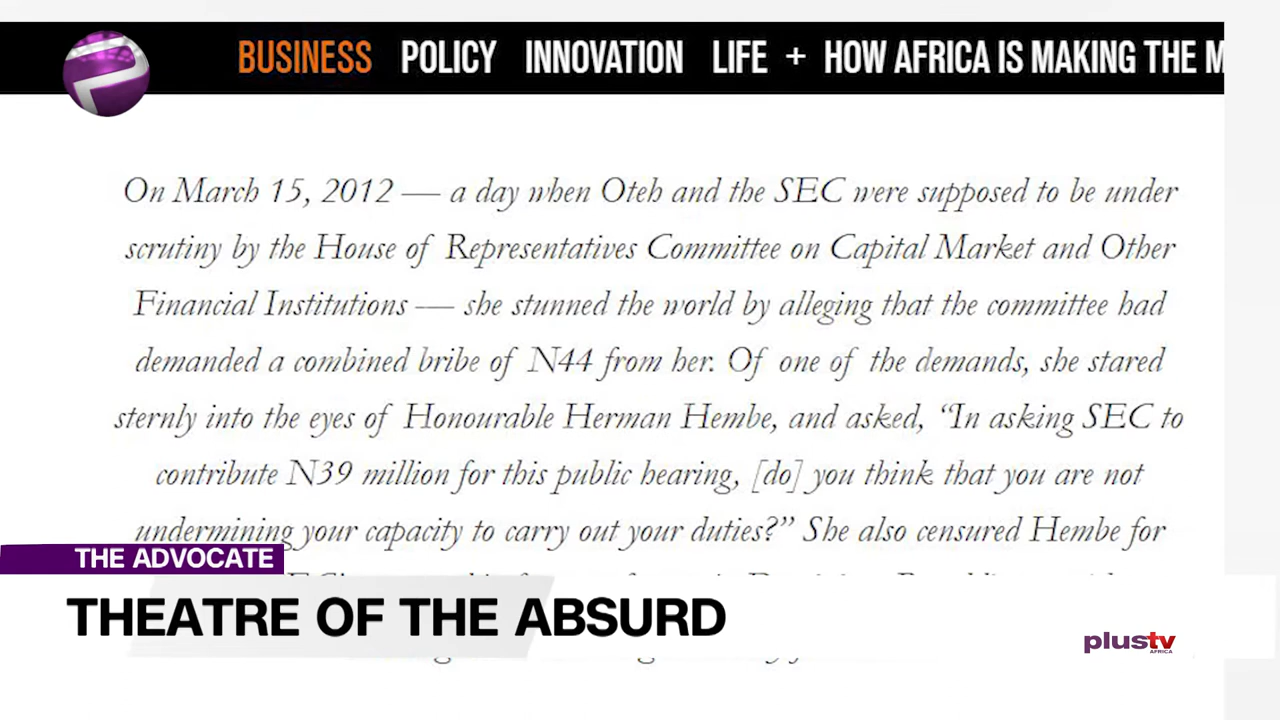 BUSINESS POLICY INNOVATION LIFE + HOW AFRICA IS MAKING THE M
On March 15, 2012 — a day when Oteh and the SEC were supposed to be under
scrutiny by the House of Representatives Committee on Capital Market and Other
Financial Institutions — she stunned the world by alleging that the committee had
demanded a combined bribe of N44 from her. Of one of the demands, she stared
sternly into the eyes of Honourable Herman Hembe, and asked, “In asking SEC to
contribute N39 million for this public hearing, [do] you think that you are not
undermining your capacity to carry out your duties?” She also censured Hembe for
THE ADVOCATE
THEATRE OF THE ABSURD
plustv
AFRICA